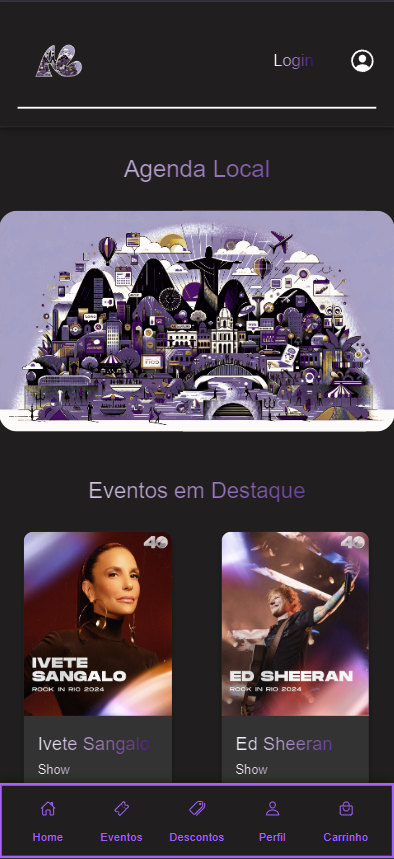 Login
Agenda Local
Eventos em Destaque
40
IVETE
SANGALO
ROCK IN RIO 2024
40
ED SHEERAN
ROCK IN RIO 2024
Ivete Sangalo
Show
Ed Sheeran
Show
Home
Eventos
Descontos
Perfil
Carrinho